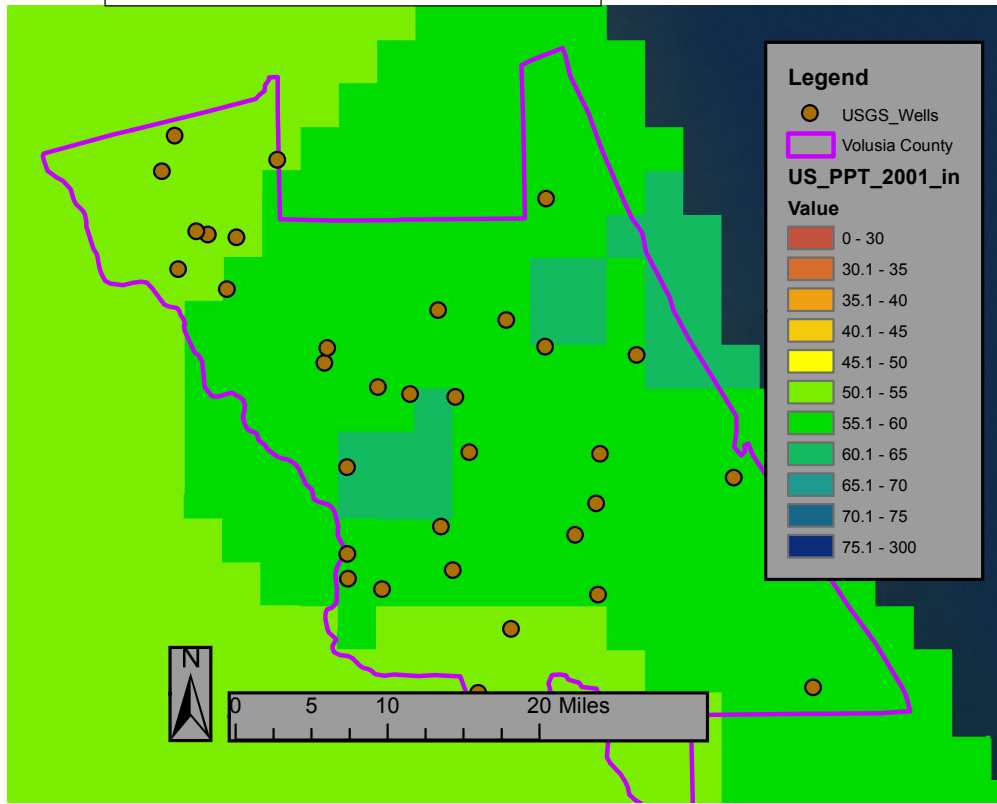 Legend
USGS_Wells
Volusia County
US_PPT_2001_in
Value
0 - 30
30.1 - 35
35.1 - 40
40.1 - 45
45.1 - 50
50.1 - 55
55.1 - 60
60.1 - 65
65.1 - 70
70.1 - 75
75.1 - 300
N
0 5 10 20 Miles